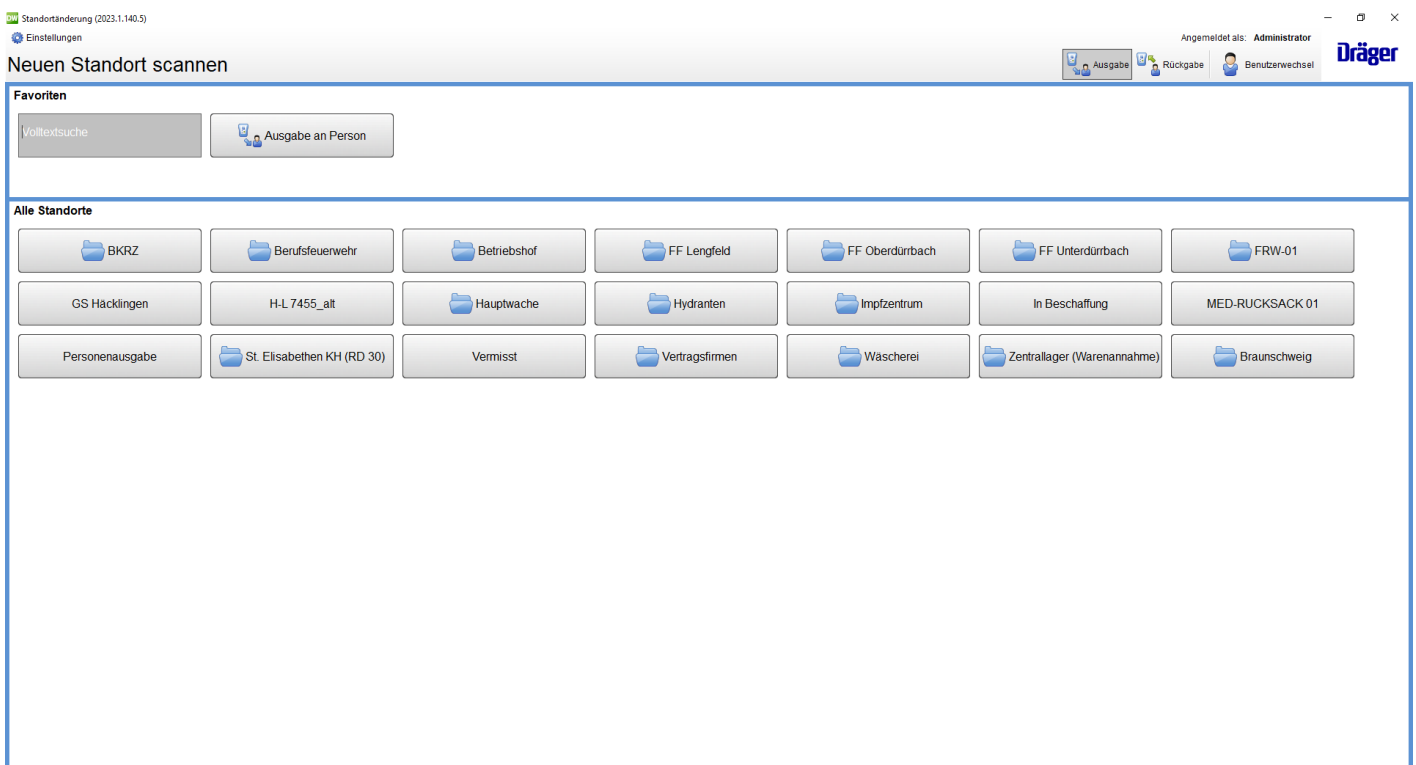 DW Standortänderung (2023.1.140.5)
Einstellungen
Angemeldet als: Administrator
Neuen Standort scannen
Ausgabe
Rückgabe
Benutzerwechsel
Dräger
Favoriten
Volltextsuche
Ausgabe an Person
Alle Standorte
BKRZ
Berufsfeuerwehr
Betriebshof
FF Lengfeld
FF Oberdürrbach
FF Unterdürrbach
FRW-01
GS Häcklingen
H-L 7455_alt
Hauptwache
Hydranten
Impfzentrum
In Beschaffung
MED-RUCKSACK 01
Personenausgabe
St. Elisabethen KH (RD 30)
Vermisst
Vertragsfirmen
Wäscherei
Zentrallager (Warenannahme)
Braunschweig